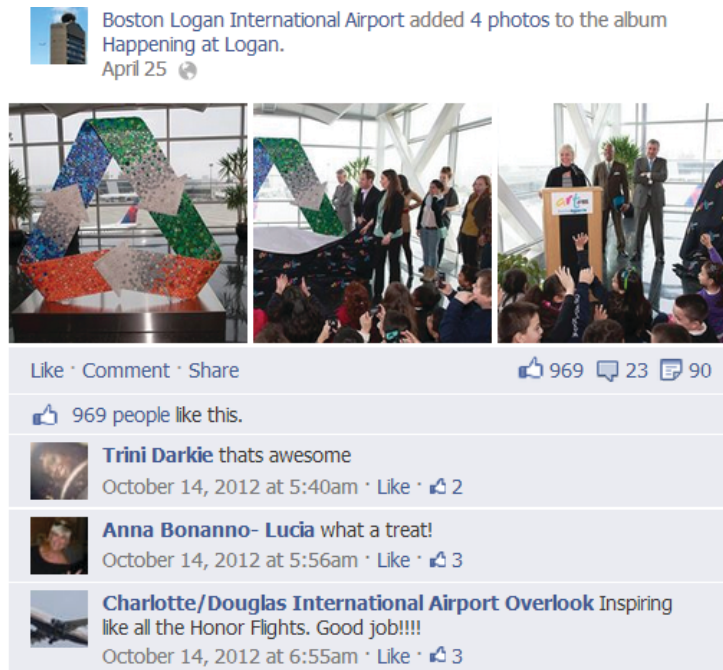 Boston Logan International Airport added 4 photos to the album
Happening at Logan.
April 25
art
Like · Comment · Share 969 23 90
969 people like this.
Trini Darkie thats awesome
October 14, 2012 at 5:40am · Like · 2
Anna Bonanno- Lucia what a treat!
October 14, 2012 at 5:56am · Like · 3
Charlotte/Douglas International Airport Overlook Inspiring
like all the Honor Flights. Good job!!!!
October 14, 2012 at 6:55am · Like · 3